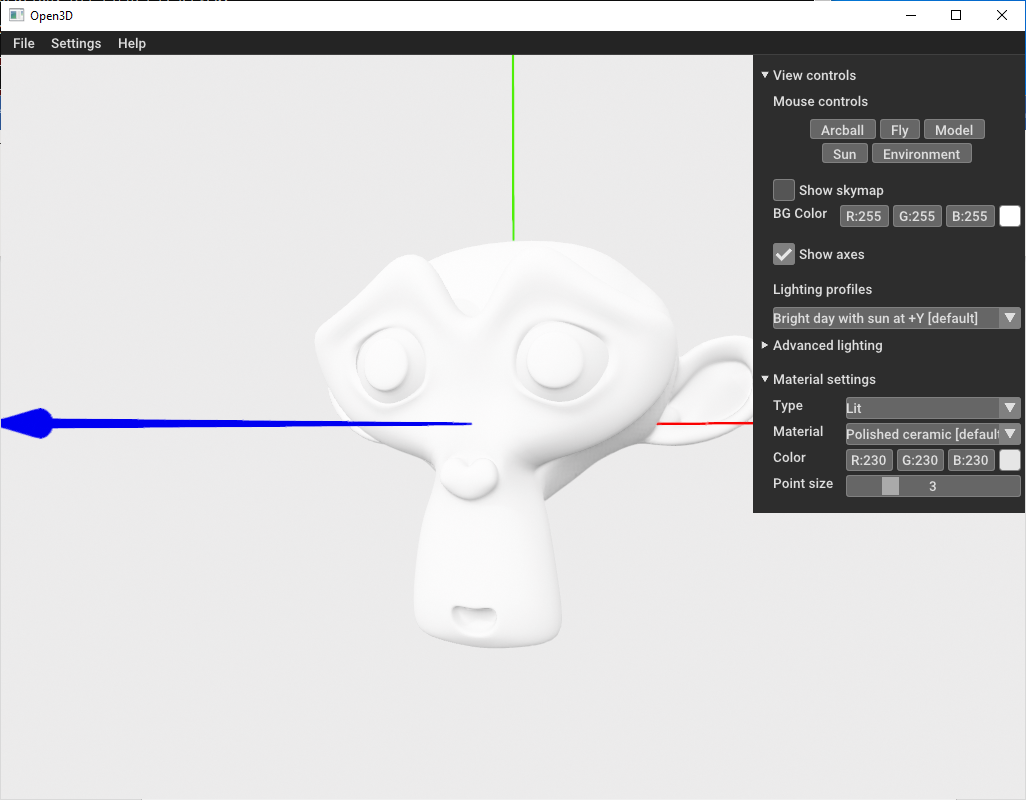 Open3D
File Settings Help
View controls
Mouse controls
Arcball Fly Model
Sun Environment
Show skymap
BG Color R:255 G:255 B:255
Show axes
Lighting profiles
Bright day with sun at +Y [default]
Advanced lighting
Material settings
Type Lit
Material Polished ceramic [default
Color R:230 G:230 B:230
Point size 3